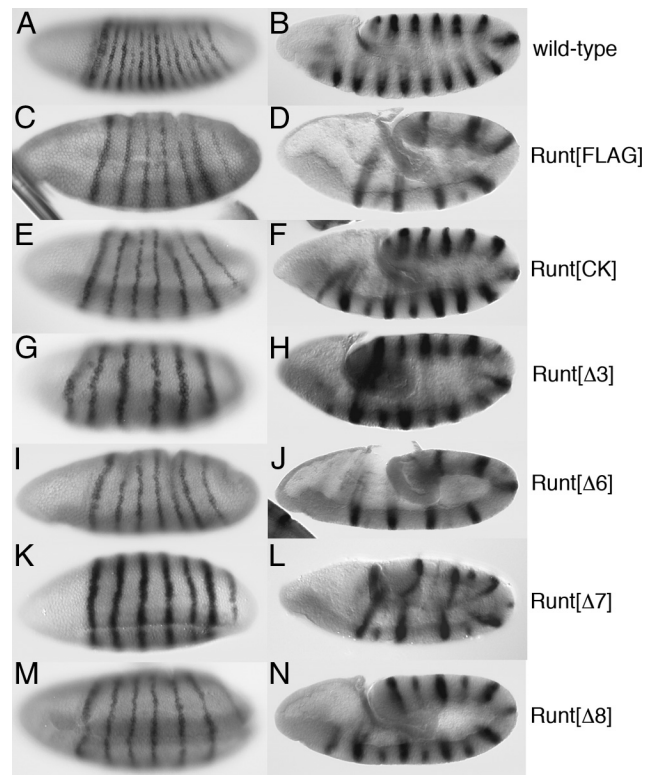 A B wild-type
C D Runt[FLAG]
E F Runt[CK]
G H Runt[Δ3]
I J Runt[Δ6]
K L Runt[Δ7]
M N Runt[Δ8]